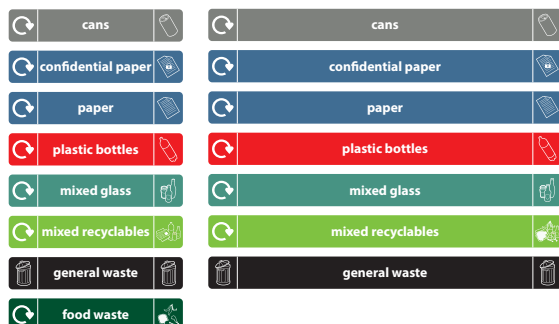 cans
confidential paper
paper
plastic bottles
mixed glass
mixed recyclables
general waste
food waste
cans
confidential paper
paper
plastic bottles
mixed glass
mixed recyclables
general waste